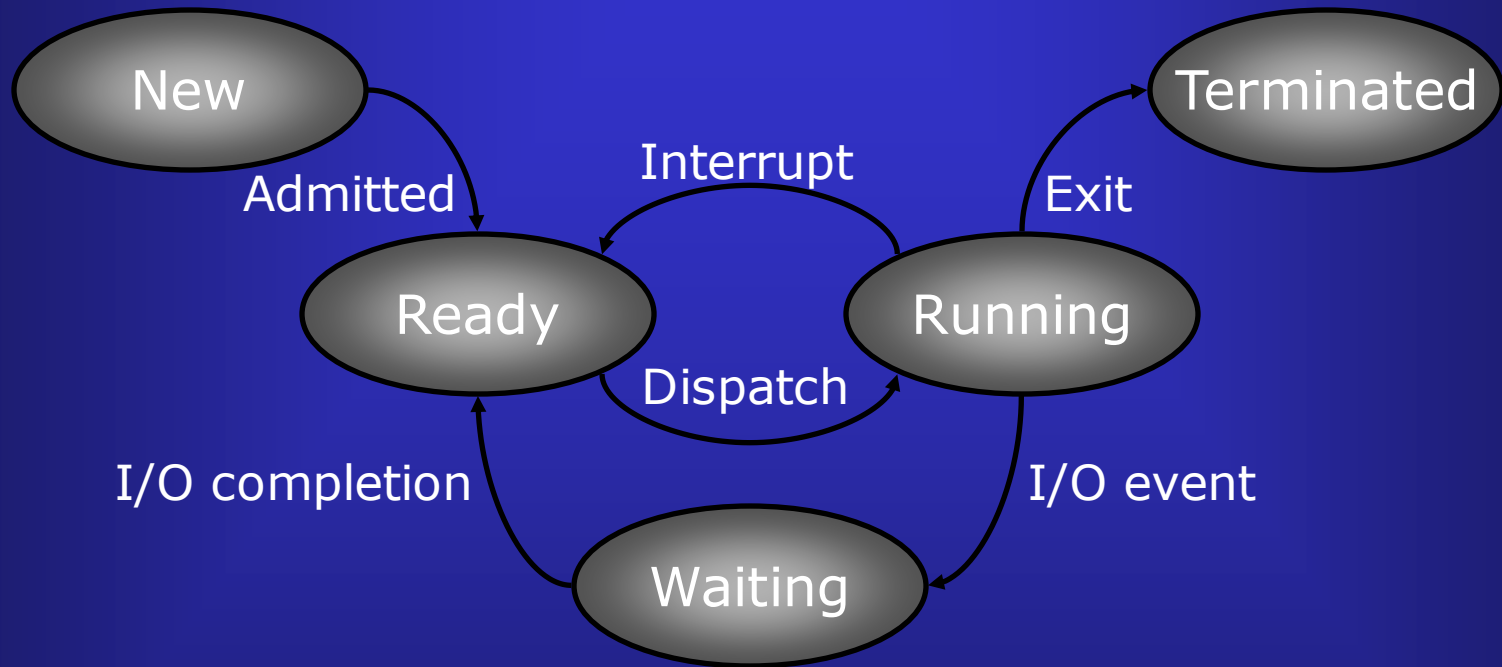 New
Terminated
Interrupt
Admitted
Exit
Ready
Running
Dispatch
I/O completion
I/O event
Waiting